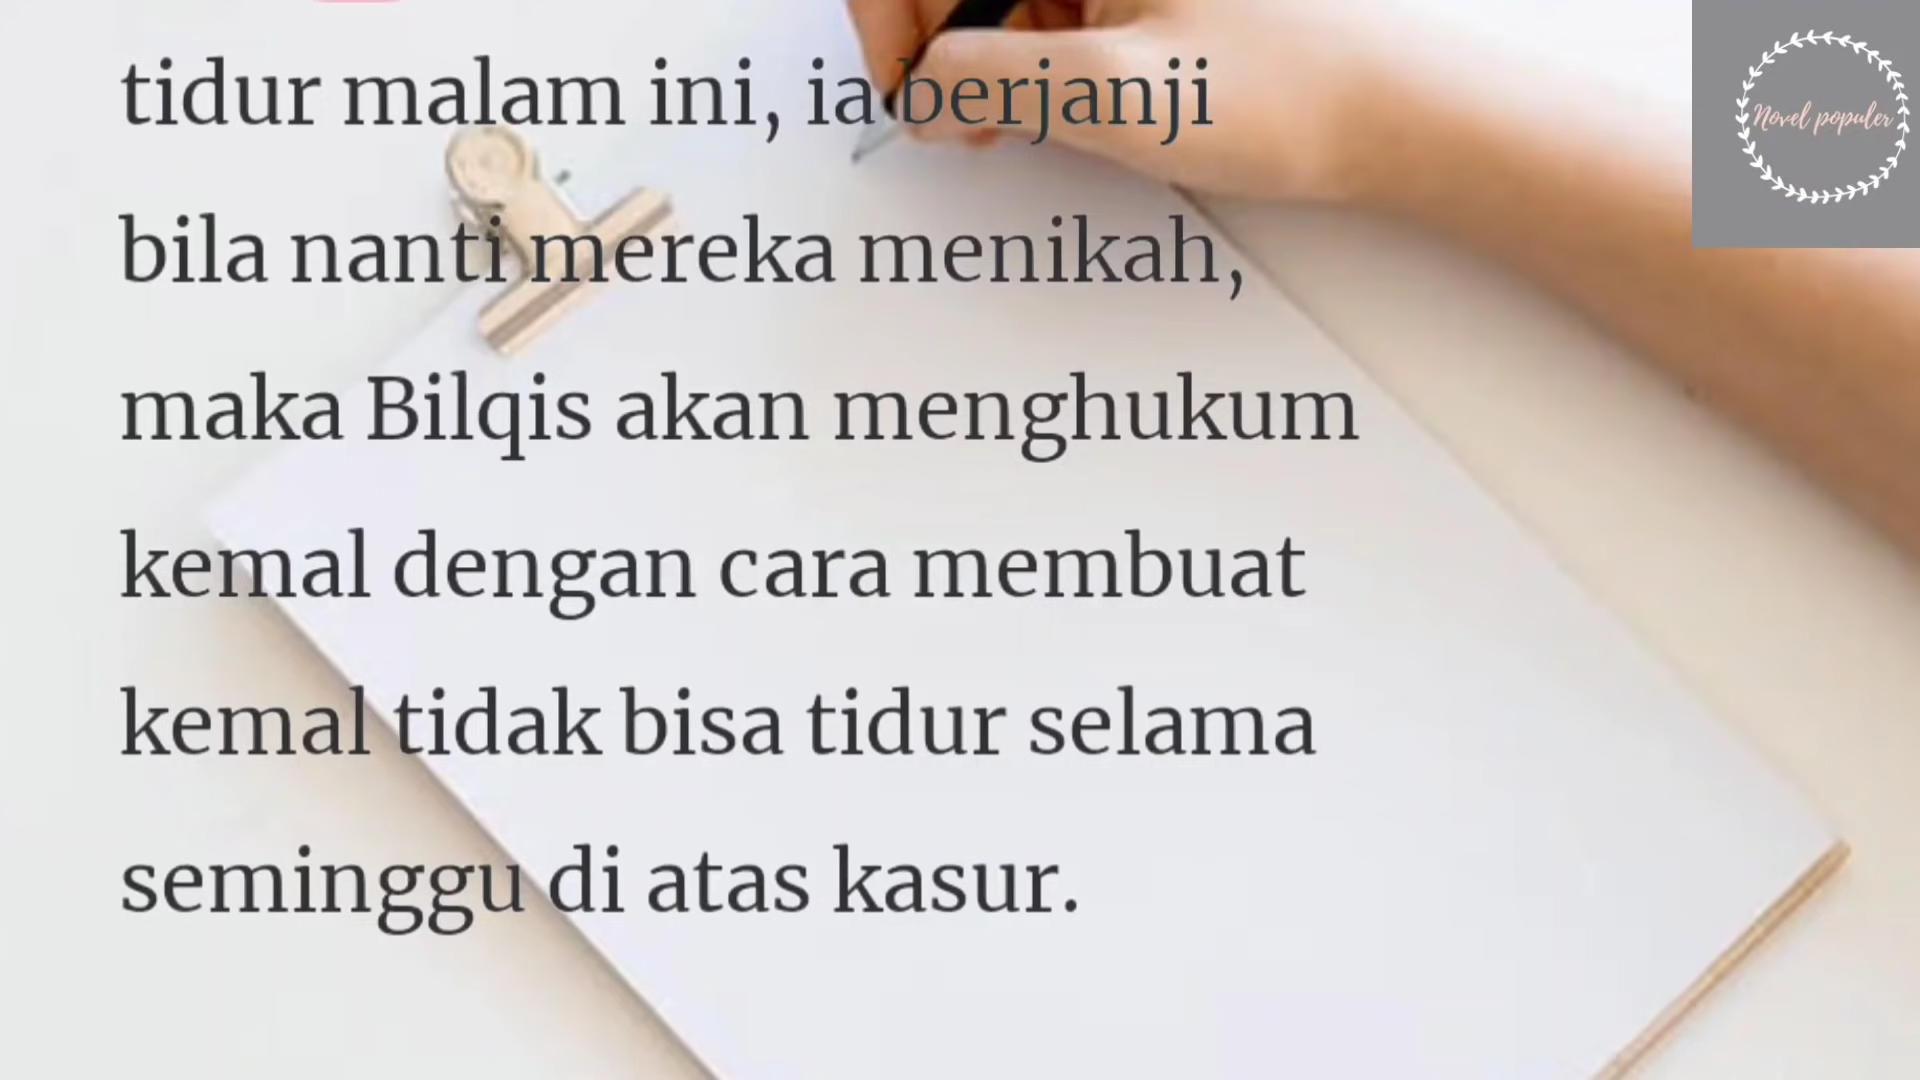 tidur malam ini, ia berjanji
bila nanti mereka menikah,
maka Bilqis akan menghukum
kemal dengan cara membuat
kemal tidak bisa tidur selama
seminggu di atas kasur.
Novel populer